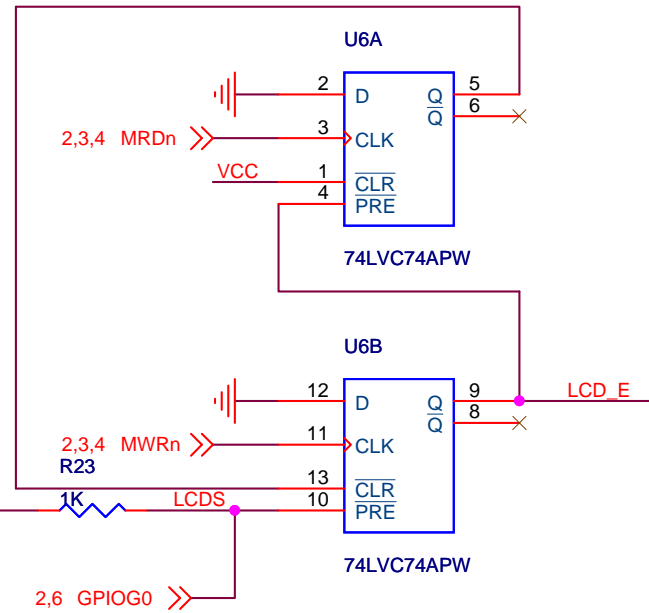 U6A
2
D
Q
5
Q
6
2,3,4 MRDn
3
CLK
VCC
1
CLR
4
PRE
74LVC74APW
U6B
12
D
Q
9
LCD_E
Q
8
2,3,4 MWRn
11
CLK
R23
13
CLR
1K
LCDS
10
PRE
74LVC74APW
2,6 GPIOG0